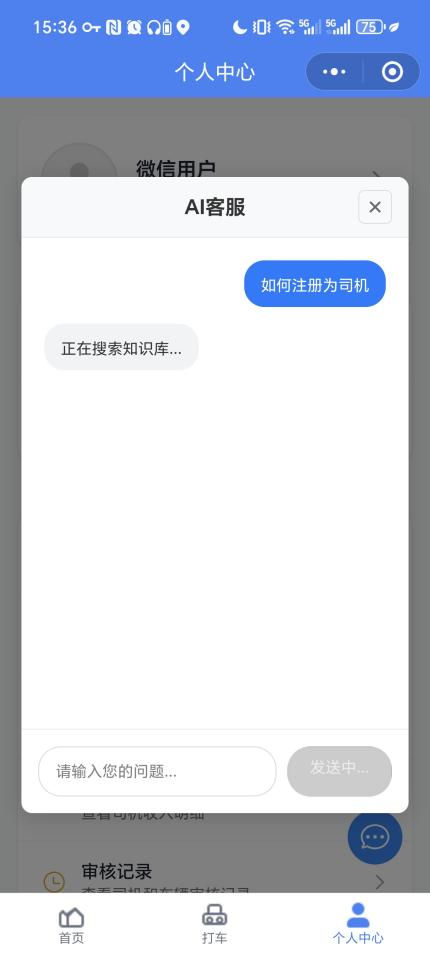 15:36 5G 5G 75
个人中心
微信用户
AI客服
如何注册为司机
正在搜索知识库...
请输入您的问题...
发送中...
查看司机收入明细
审核记录
查看司机和车辆审核记录
首页 打车 个人中心